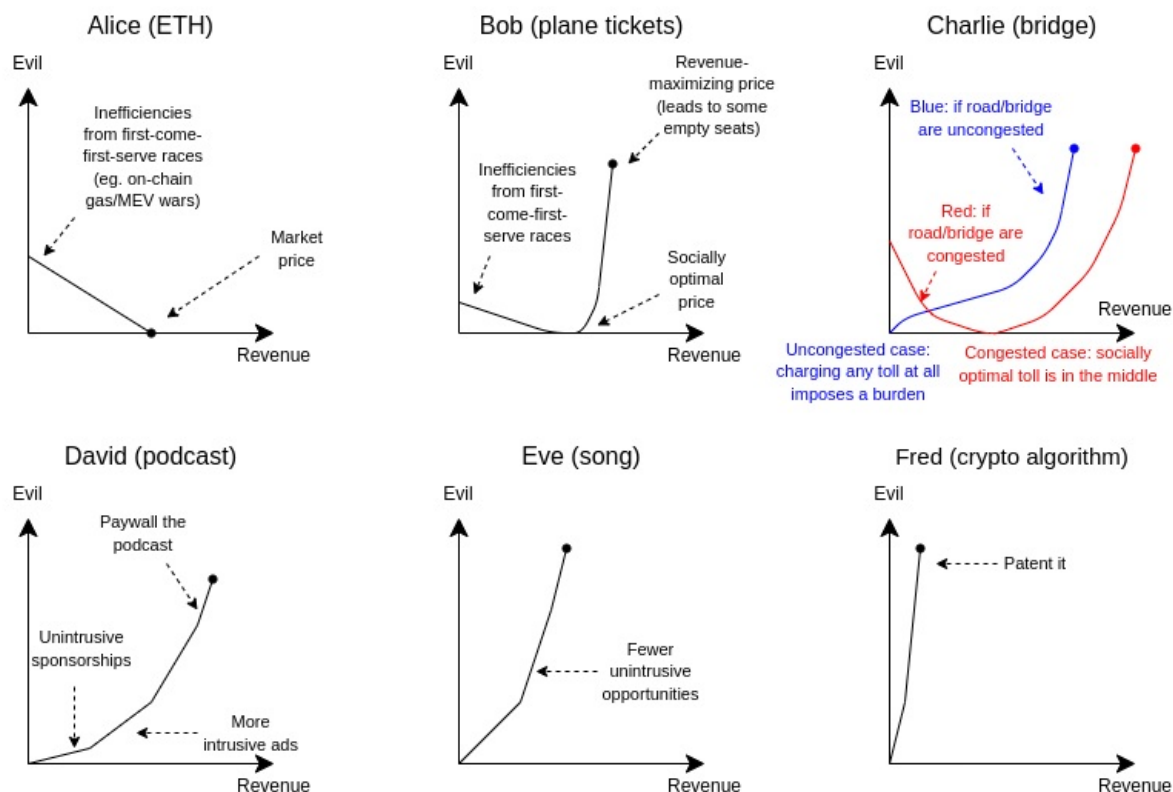 Alice (ETH)
Evil
Inefficiencies
from first-come-
first-serve races
(eg. on-chain
gas/MEV wars)
Market
price
Revenue
Bob (plane tickets)
Evil
Revenue-
maximizing price
(leads to some
empty seats)
Inefficiencies
from first-
come-first-
serve races
Socially
optimal
price
Revenue
Charlie (bridge)
Evil
Blue: if road/bridge
are uncongested
Red: if
road/bridge are
congested
Revenue
Uncongested case:
charging any toll at all
imposes a burden
Congested case: socially
optimal toll is in the middle
David (podcast)
Evil
Paywall the
podcast
Unintrusive
sponsorships
More
intrusive ads
Revenue
Eve (song)
Evil
Fewer
unintrusive
opportunities
Revenue
Fred (crypto algorithm)
Evil
Patent it
Revenue